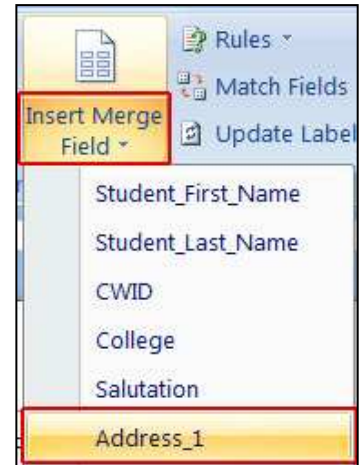 Rules
Match Fields
Insert Merge
Field
Update Label
Student_First_Name
Student_Last_Name
CWID
College
Salutation
Address_1